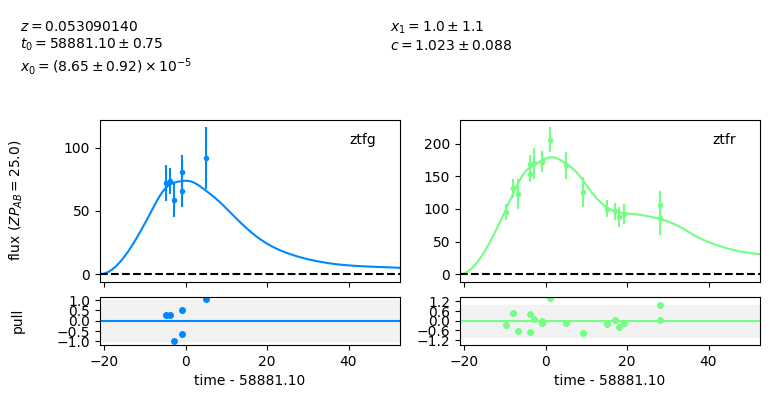 z = 0.053090140
t₀ = 58881.10 ± 0.75
x₀ = (8.65 ± 0.92) × 10⁻⁵
x₁ = 1.0 ± 1.1
c = 1.023 ± 0.088
flux (ZP_AB = 25.0)
100
50
0
ztfg
200
150
100
50
0
ztfr
pull
1.0
0.5
0.0
−0.5
−1.0
−20 0 20 40
time - 58881.10
1.2
0.6
0.0
−0.6
−1.2
−20 0 20 40
time - 58881.10